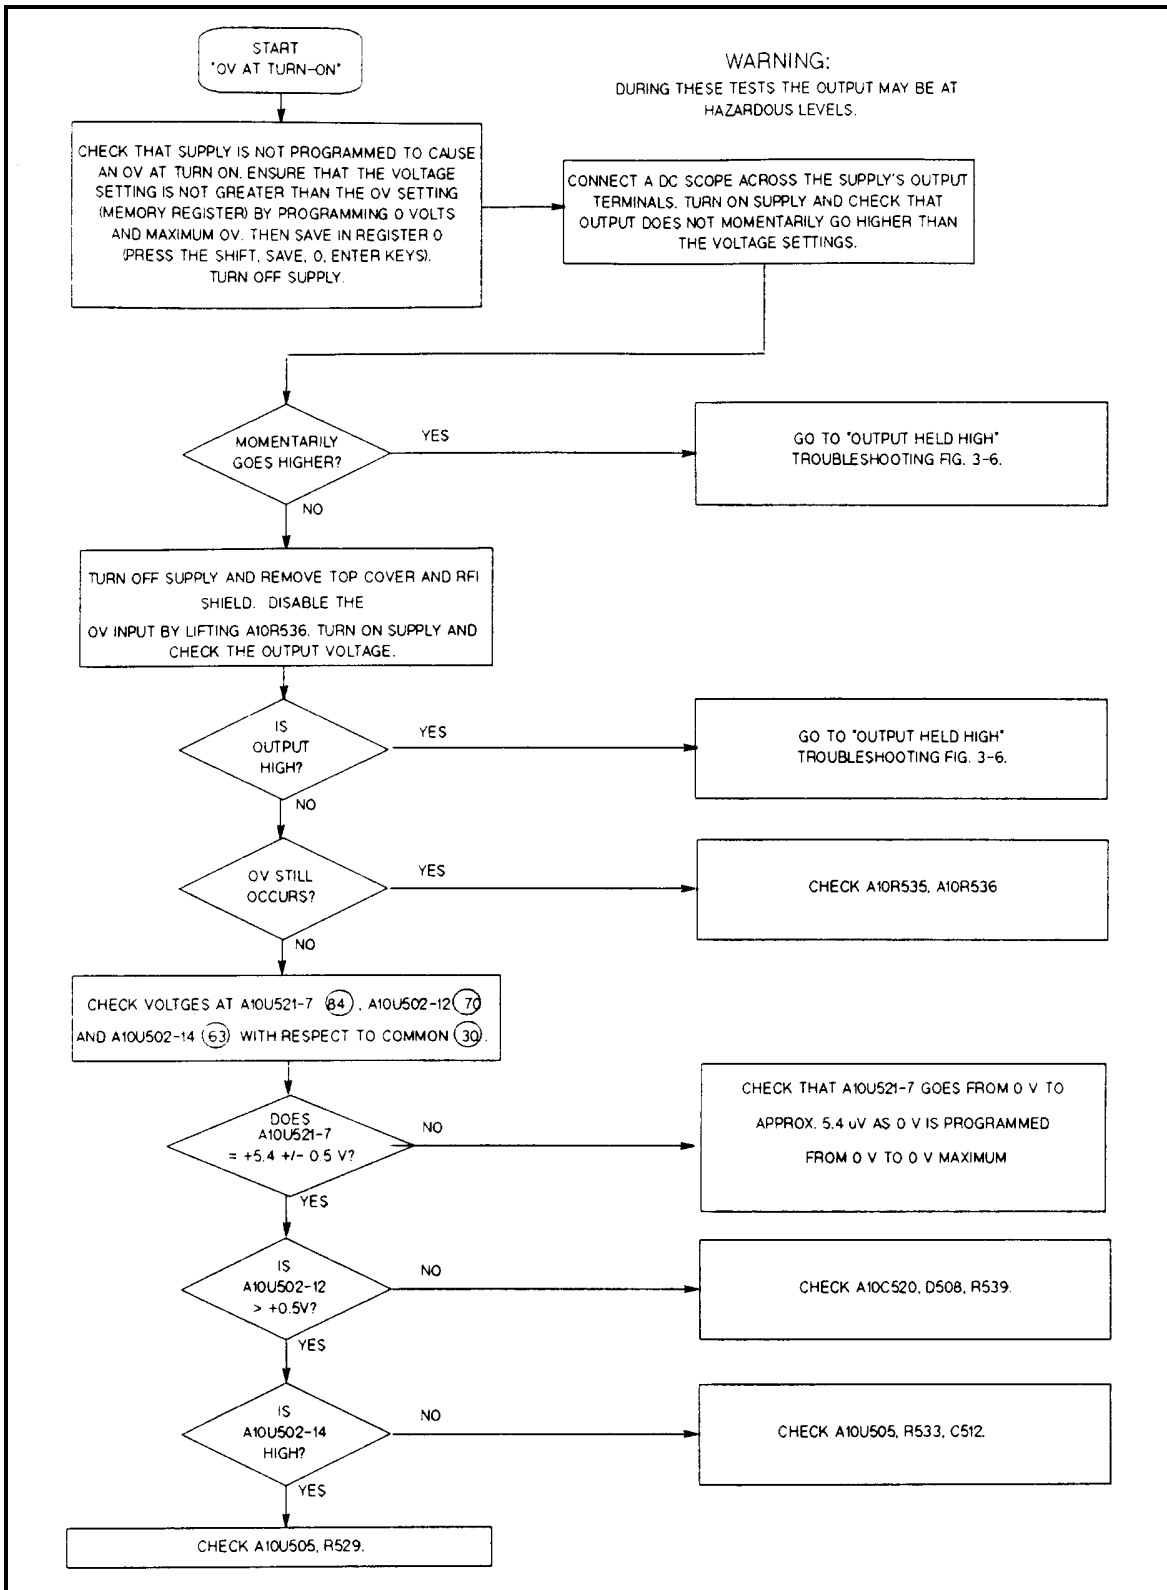 START
"OV AT TURN-ON"
WARNING:
DURING THESE TESTS THE OUTPUT MAY BE AT
HAZARDOUS LEVELS.
CHECK THAT SUPPLY IS NOT PROGRAMMED TO CAUSE
AN OV AT TURN ON. ENSURE THAT THE VOLTAGE
SETTING IS NOT GREATER THAN THE OV SETTING
(MEMORY REGISTER) BY PROGRAMMING 0 VOLTS
AND MAXIMUM OV. THEN SAVE IN REGISTER 0
(PRESS THE SHIFT, SAVE, 0, ENTER KEYS).
TURN OFF SUPPLY.
CONNECT A DC SCOPE ACROSS THE SUPPLY'S OUTPUT
TERMINALS. TURN ON SUPPLY AND CHECK THAT
OUTPUT DOES NOT MOMENTARILY GO HIGHER THAN
THE VOLTAGE SETTINGS.
MOMENTARILY
GOES HIGHER?
YES
GO TO "OUTPUT HELD HIGH"
TROUBLESHOOTING FIG. 3-6.
NO
TURN OFF SUPPLY AND REMOVE TOP COVER AND RFI
SHIELD. DISABLE THE
OV INPUT BY LIFTING A10R536. TURN ON SUPPLY AND
CHECK THE OUTPUT VOLTAGE.
IS
OUTPUT
HIGH?
YES
GO TO "OUTPUT HELD HIGH"
TROUBLESHOOTING FIG. 3-6.
NO
OV STILL
OCCURS?
YES
CHECK A10R535, A10R536
NO
CHECK VOLTGES AT A10U521-7 84 , A10U502-12 70
AND A10U502-14 63 WITH RESPECT TO COMMON 30 .
DOES
A10U521-7
= +5.4 +/- 0.5 V?
NO
CHECK THAT A10U521-7 GOES FROM 0 V TO
APPROX. 5.4 uV AS 0 V IS PROGRAMMED
FROM 0 V TO 0 V MAXIMUM
YES
IS
A10U502-12
> +0.5V?
NO
CHECK A10C520, D508, R539.
YES
IS
A10U502-14
HIGH?
NO
CHECK A10U505, R533, C512.
YES
CHECK A10U505, R529.